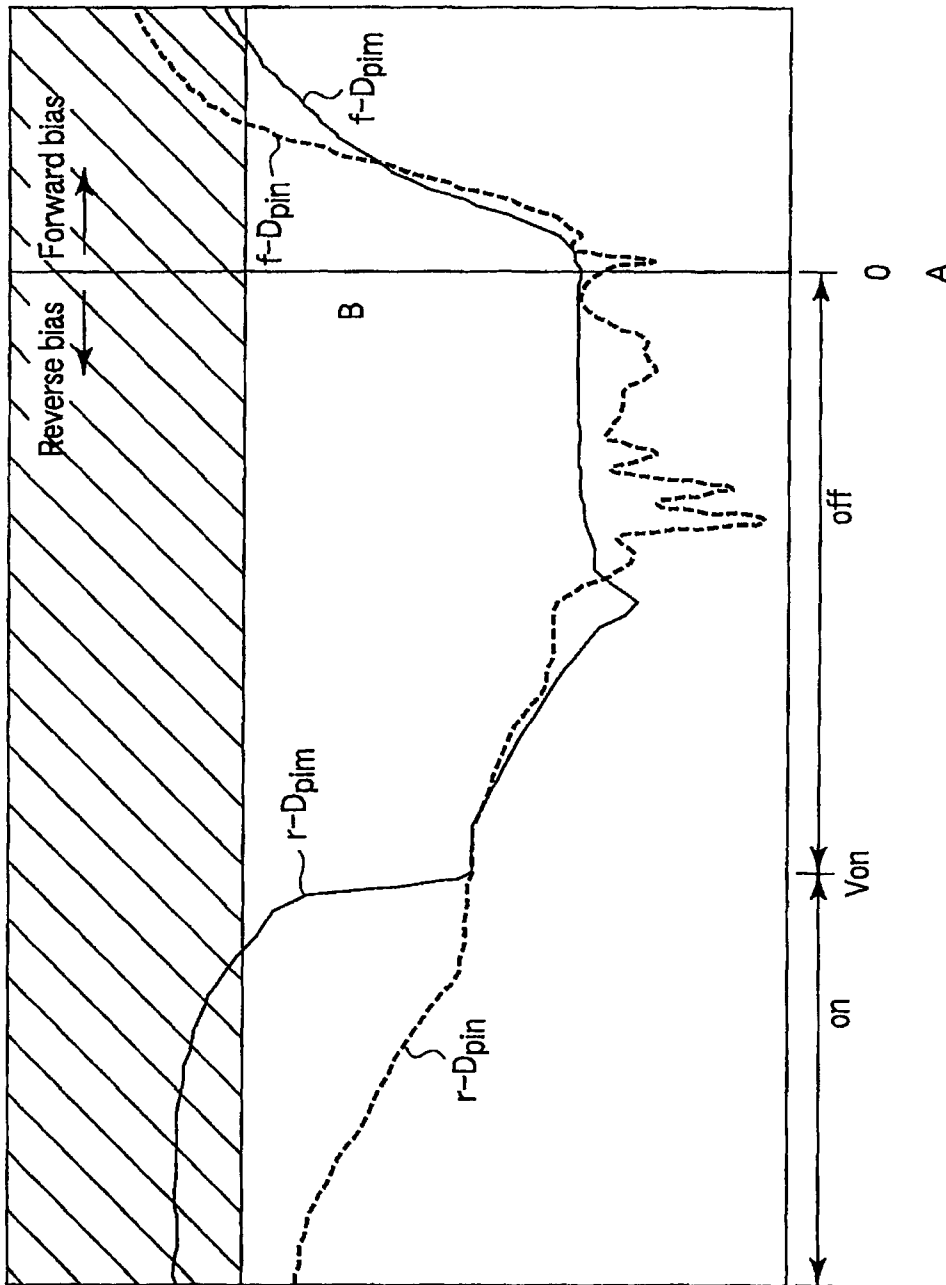 Reverse bias
Forward bias
f-Dpim
f-Dpin
B
r-Dpim
r-Dpin
on
Von
off
0
A